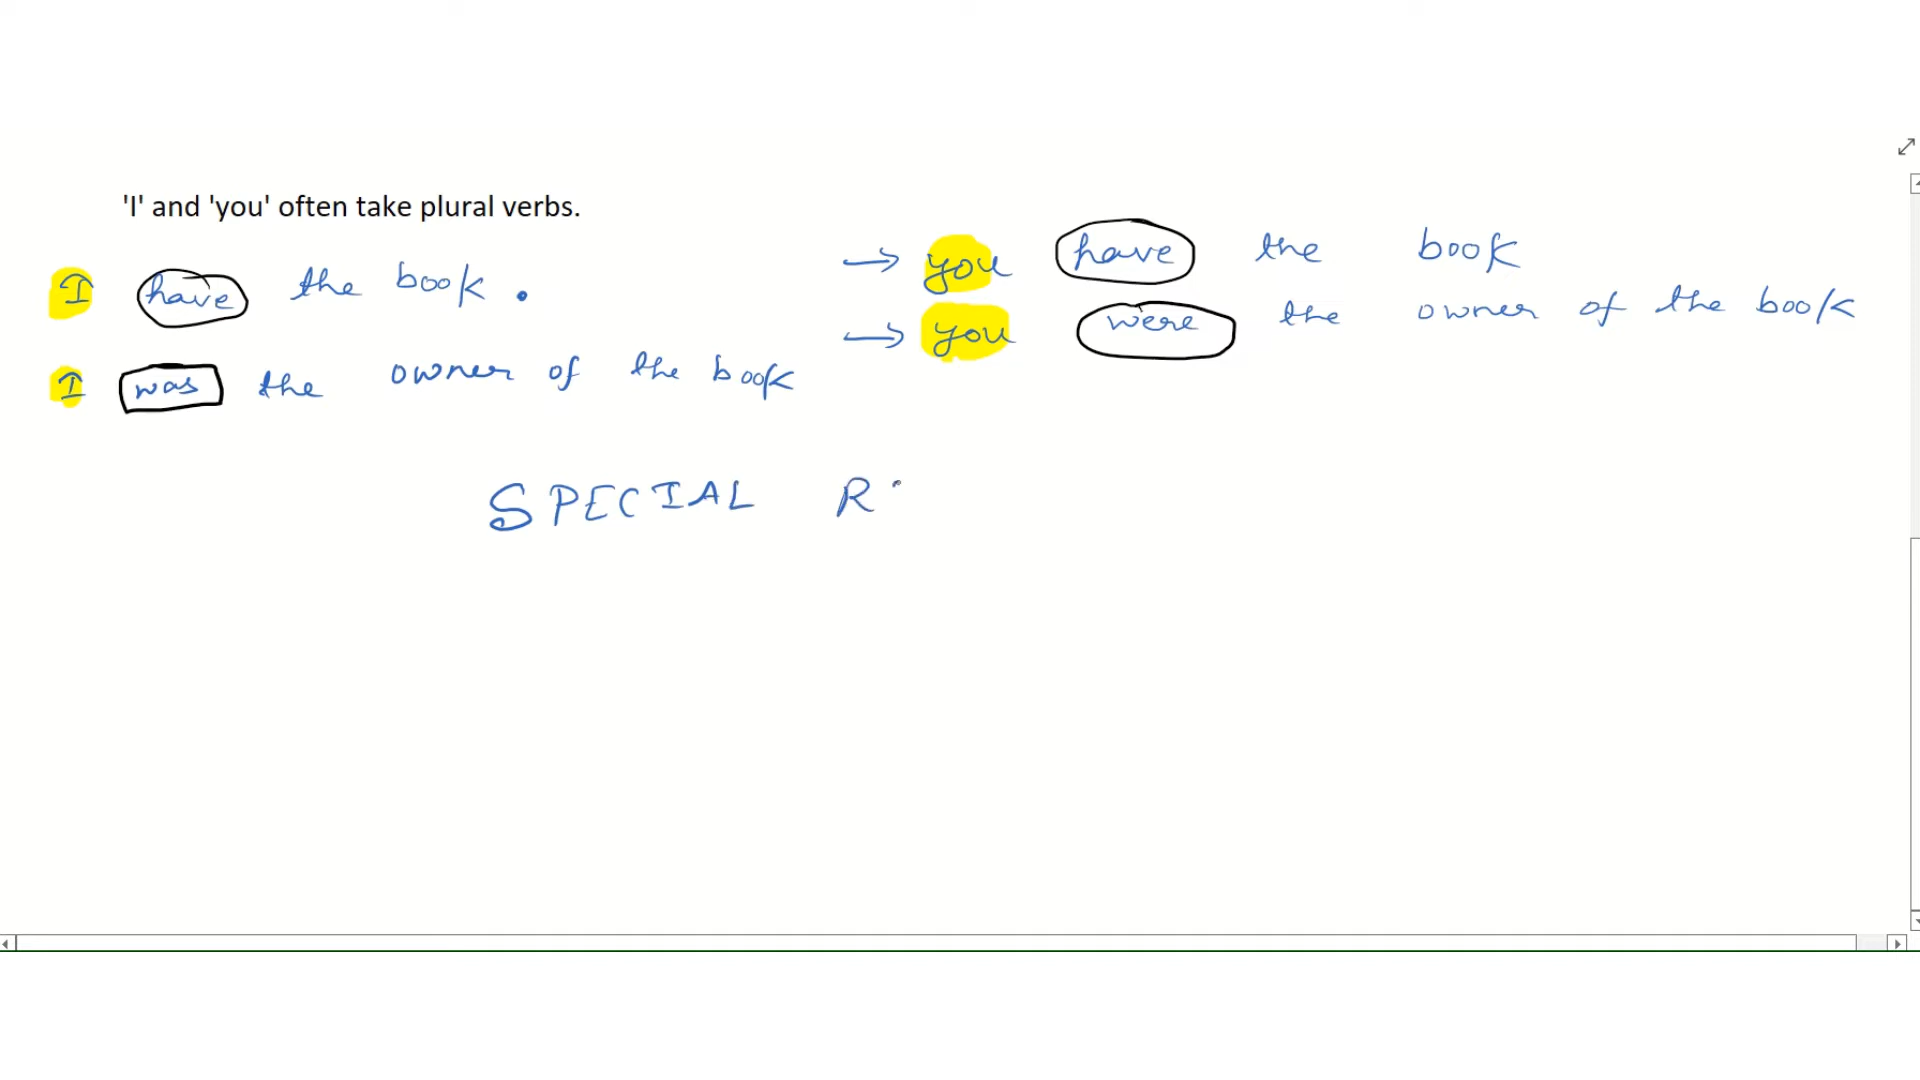 'I' and 'you' often take plural verbs.
I have the book.
I was the owner of the book
→ you have the book
→ you were the owner of the book
SPECIAL R